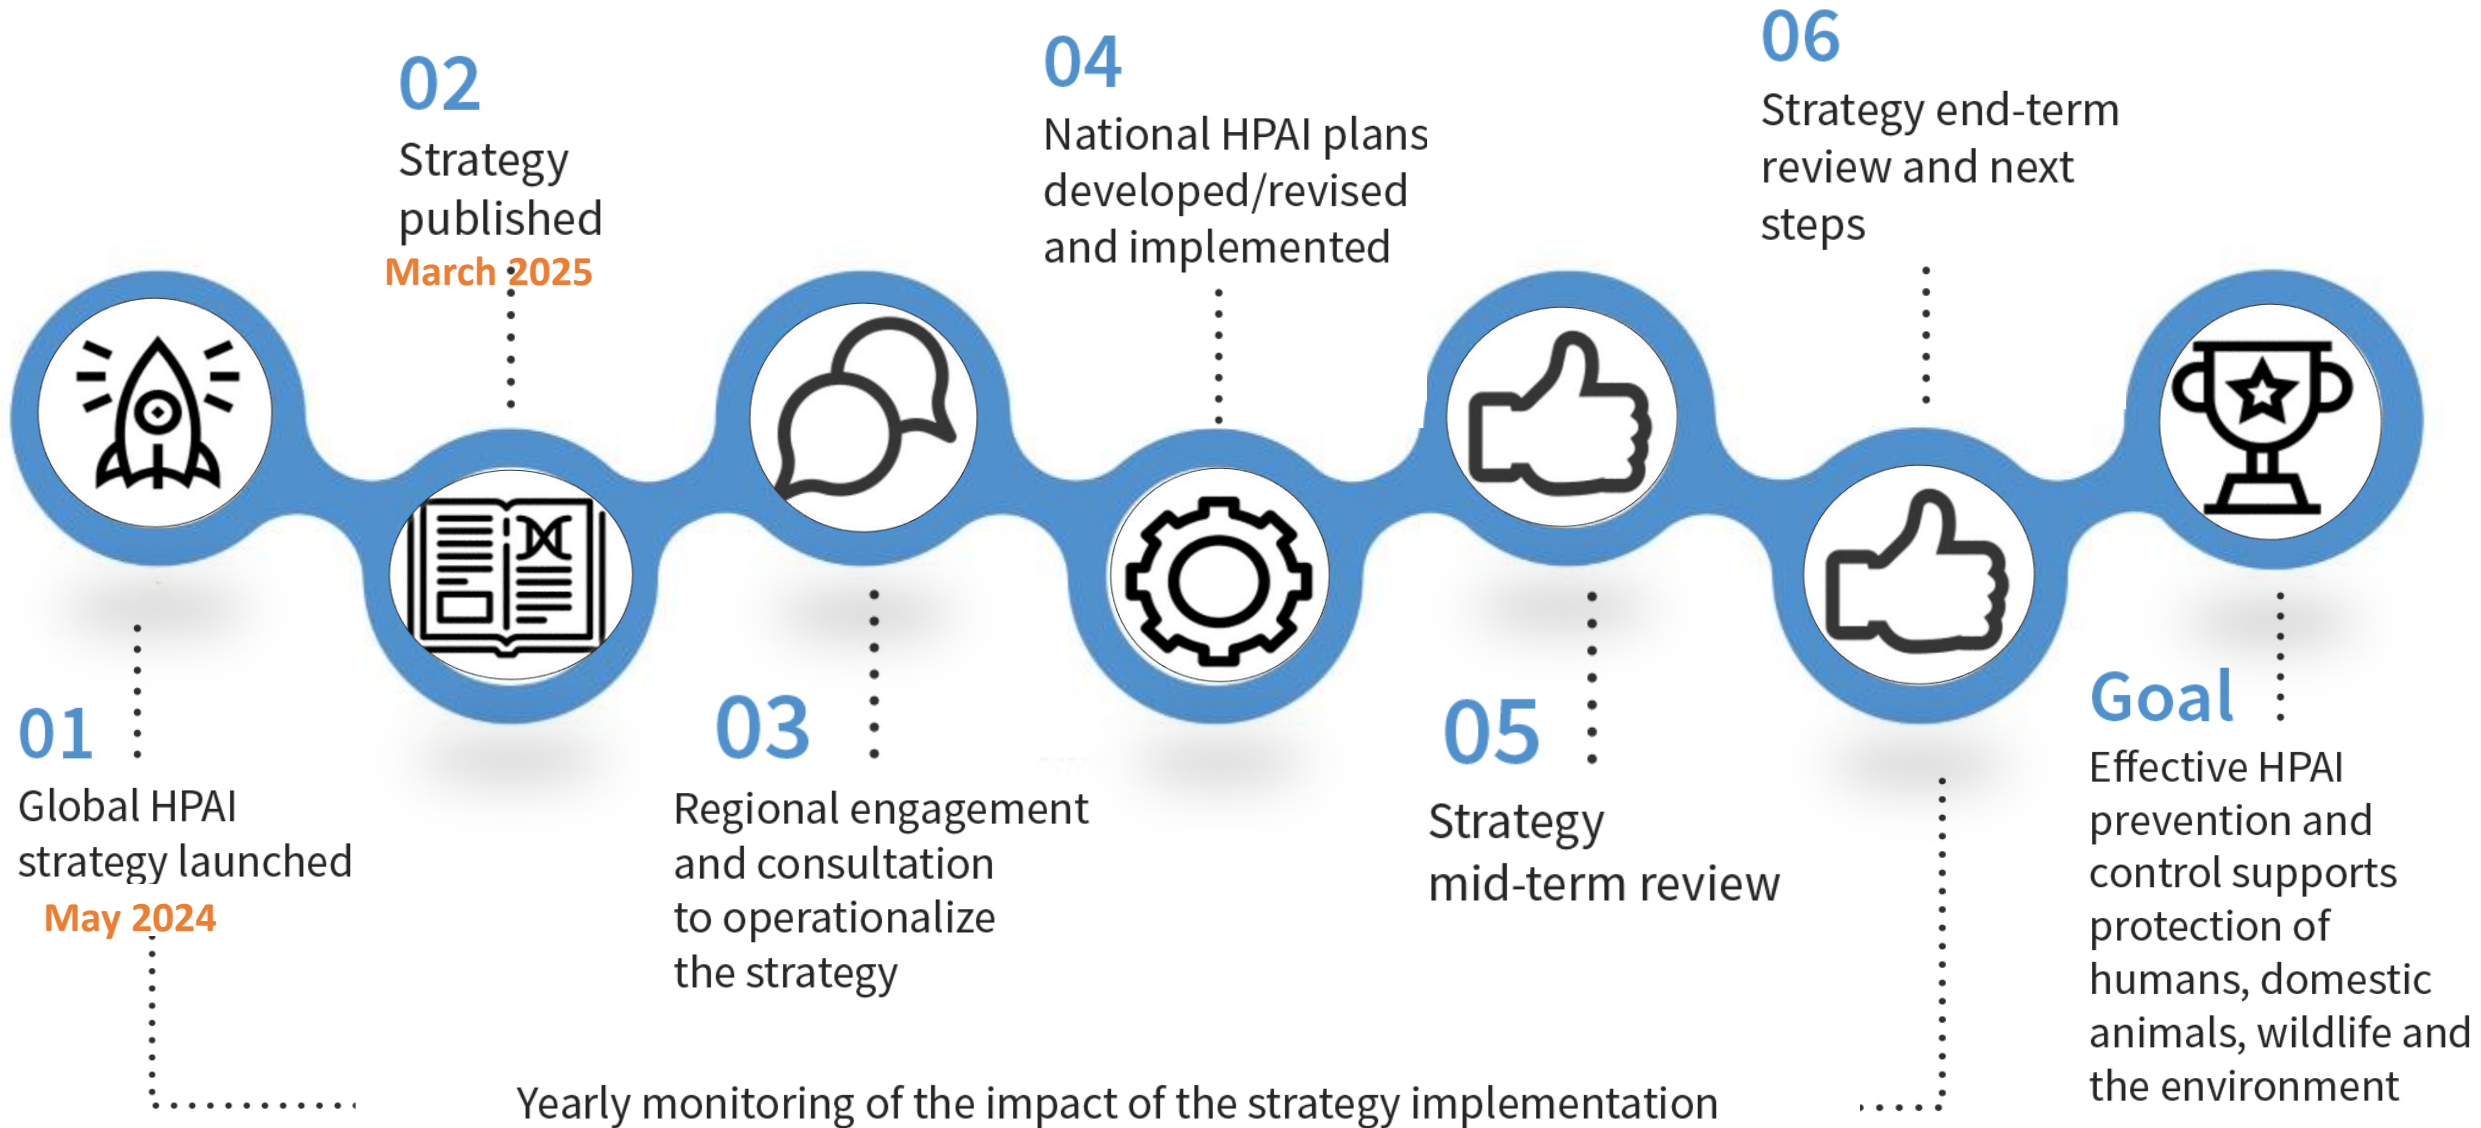 01
Global HPAI
strategy launched
May 2024
02
Strategy
published
March 2025
03
Regional engagement
and consultation
to operationalize
the strategy
04
National HPAI plans
developed/revised
and implemented
05
Strategy
mid-term review
06
Strategy end-term
review and next
steps
Goal
Effective HPAI
prevention and
control supports
protection of
humans, domestic
animals, wildlife and
the environment
Yearly monitoring of the impact of the strategy implementation